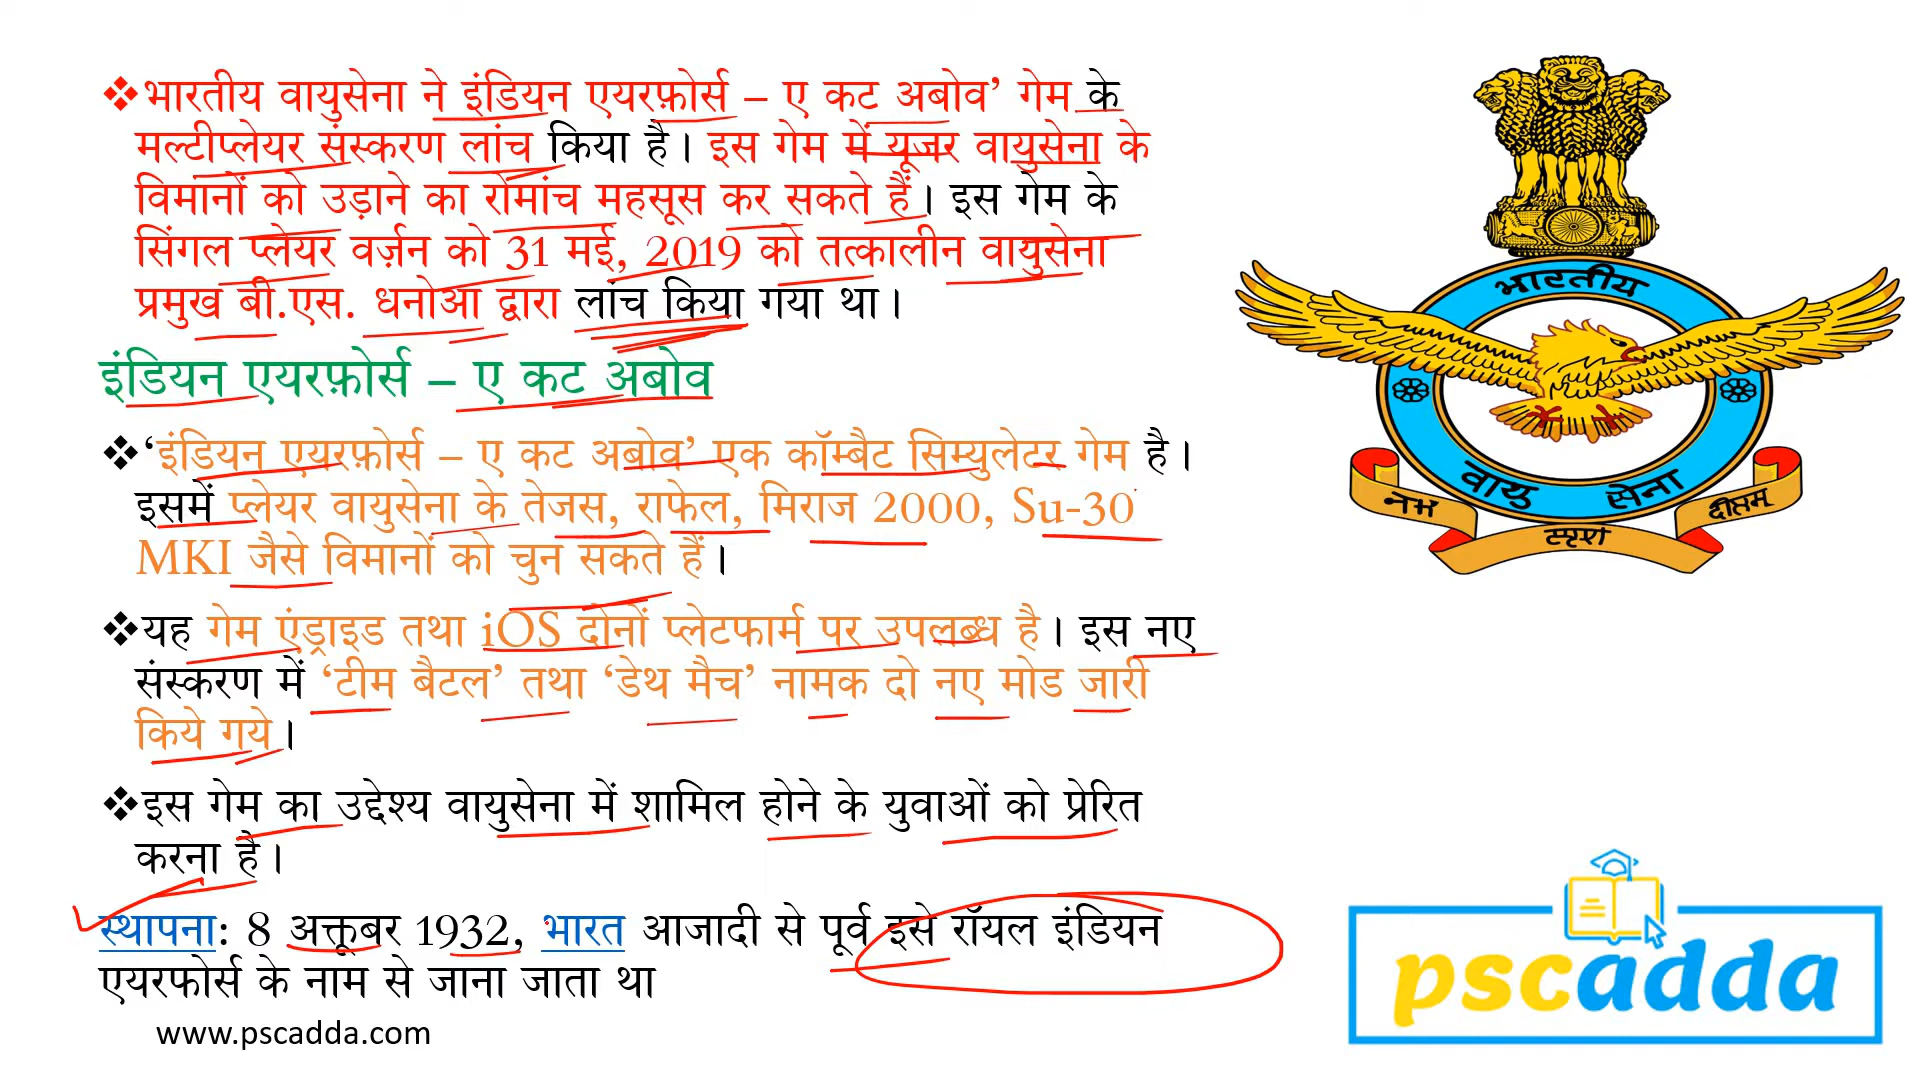 ❖भारतीय वायुसेना ने इंडियन एयरफ़ोर्स – ए कट अबोव’ गेम के
मल्टीप्लेयर संस्करण लांच किया है। इस गेम में यूजर वायुसेना के
विमानों को उड़ाने का रोमांच महसूस कर सकते हैं। इस गेम के
सिंगल प्लेयर वर्ज़न को 31 मई, 2019 को तत्कालीन वायुसेना
प्रमुख बी.एस. धनोआ द्वारा लांच किया गया था।
इंडियन एयरफ़ोर्स – ए कट अबोव
❖‘इंडियन एयरफ़ोर्स – ए कट अबोव’ एक कॉम्बैट सिम्युलेटर गेम है।
इसमें प्लेयर वायुसेना के तेजस, राफेल, मिराज 2000, Su-30
MKI जैसे विमानों को चुन सकते हैं।
❖यह गेम एंड्राइड तथा iOS दोनों प्लेटफार्म पर उपलब्ध है। इस नए
संस्करण में ‘टीम बैटल’ तथा ‘डेथ मैच’ नामक दो नए मोड जारी
किये गये।
❖इस गेम का उद्देश्य वायुसेना में शामिल होने के युवाओं को प्रेरित
करना है।
स्थापना: 8 अक्तूबर 1932, भारत आजादी से पूर्व इसे रॉयल इंडियन
एयरफोर्स के नाम से जाना जाता था
www.pscadda.com
भारतीय
वायु सेना
नभ स्पृशं दीप्तम्
pscadda